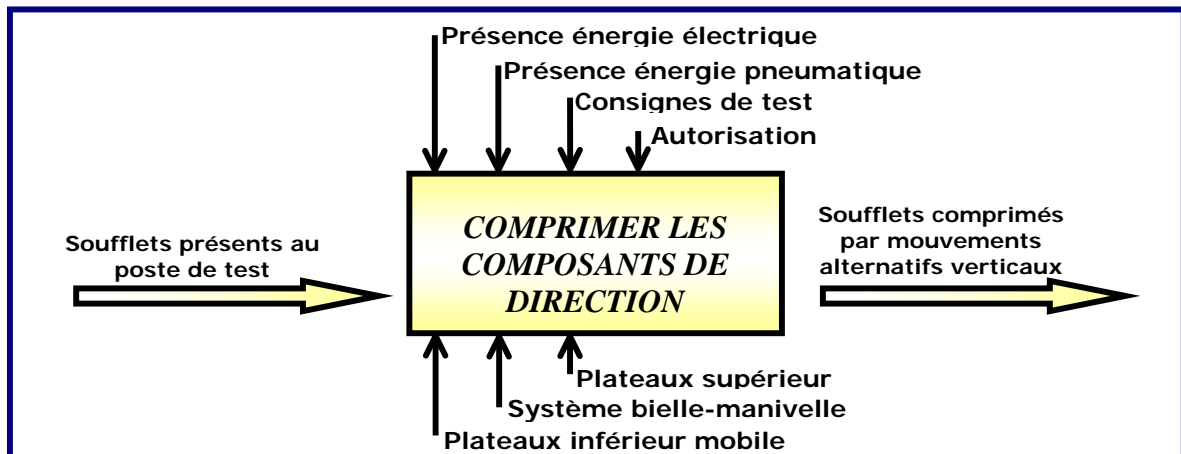 Présence énergie électrique
Présence énergie pneumatique
Consignes de test
Autorisation
Soufflets présents au
poste de test
COMPRIMER LES
COMPOSANTS DE
DIRECTION
Soufflets comprimés
par mouvements
alternatifs verticaux
Plateaux supérieur
Système bielle-manivelle
Plateaux inférieur mobile